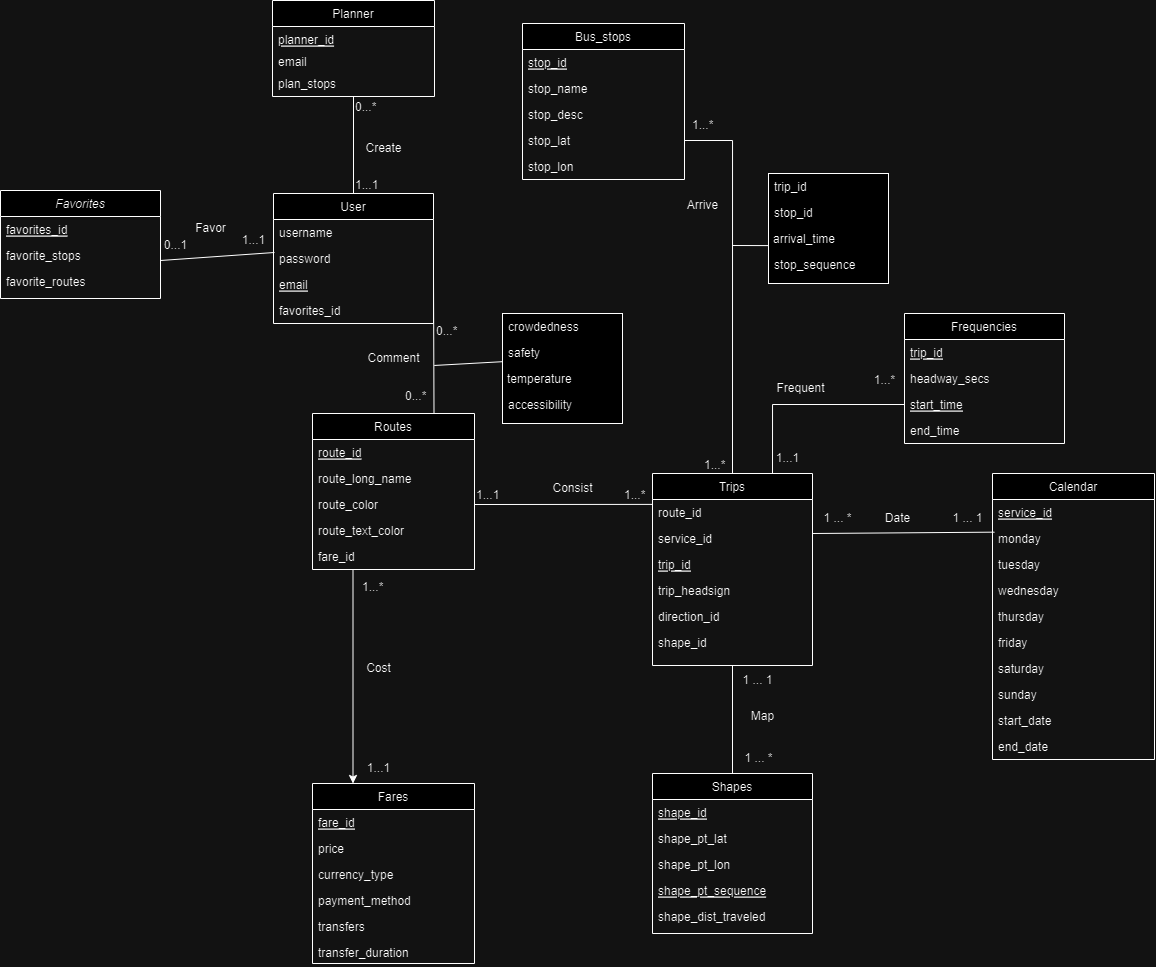 Planner
planner_id
email
plan_stops
0...*
Create
1...1
Bus_stops
stop_id
stop_name
stop_desc
stop_lat
stop_lon
1...*
Arrive
trip_id
stop_id
arrival_time
stop_sequence
1...*
Favorites
favorites_id
favorite_stops
favorite_routes
Favor
0...1
1...1
User
username
password
email
favorites_id
0...*
Comment
0...*
crowdedness
safety
temperature
accessibility
Frequencies
trip_id
headway_secs
start_time
end_time
Frequent
1...*
1...1
Routes
route_id
route_long_name
route_color
route_text_color
fare_id
1...1
Consist
1...*
Trips
route_id
service_id
trip_id
trip_headsign
direction_id
shape_id
1 ... *
Date
1 ... 1
Calendar
service_id
monday
tuesday
wednesday
thursday
friday
saturday
sunday
start_date
end_date
1...*
Cost
1...1
1 ... 1
Map
1 ... *
Fares
fare_id
price
currency_type
payment_method
transfers
transfer_duration
Shapes
shape_id
shape_pt_lat
shape_pt_lon
shape_pt_sequence
shape_dist_traveled